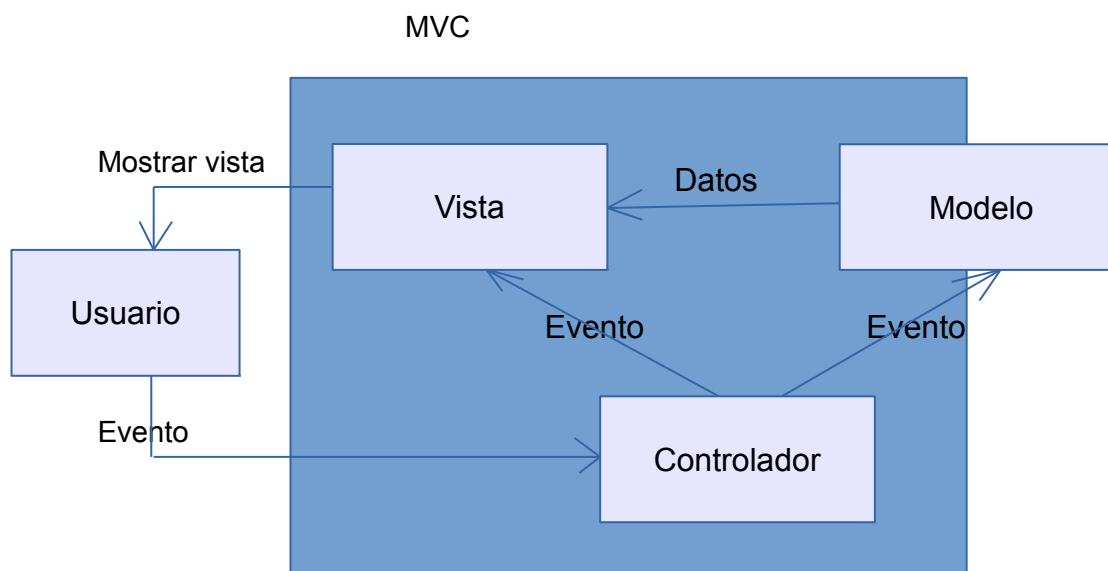 MVC
Mostrar vista
Vista
Datos
Modelo
Usuario
Evento
Evento
Evento
Controlador